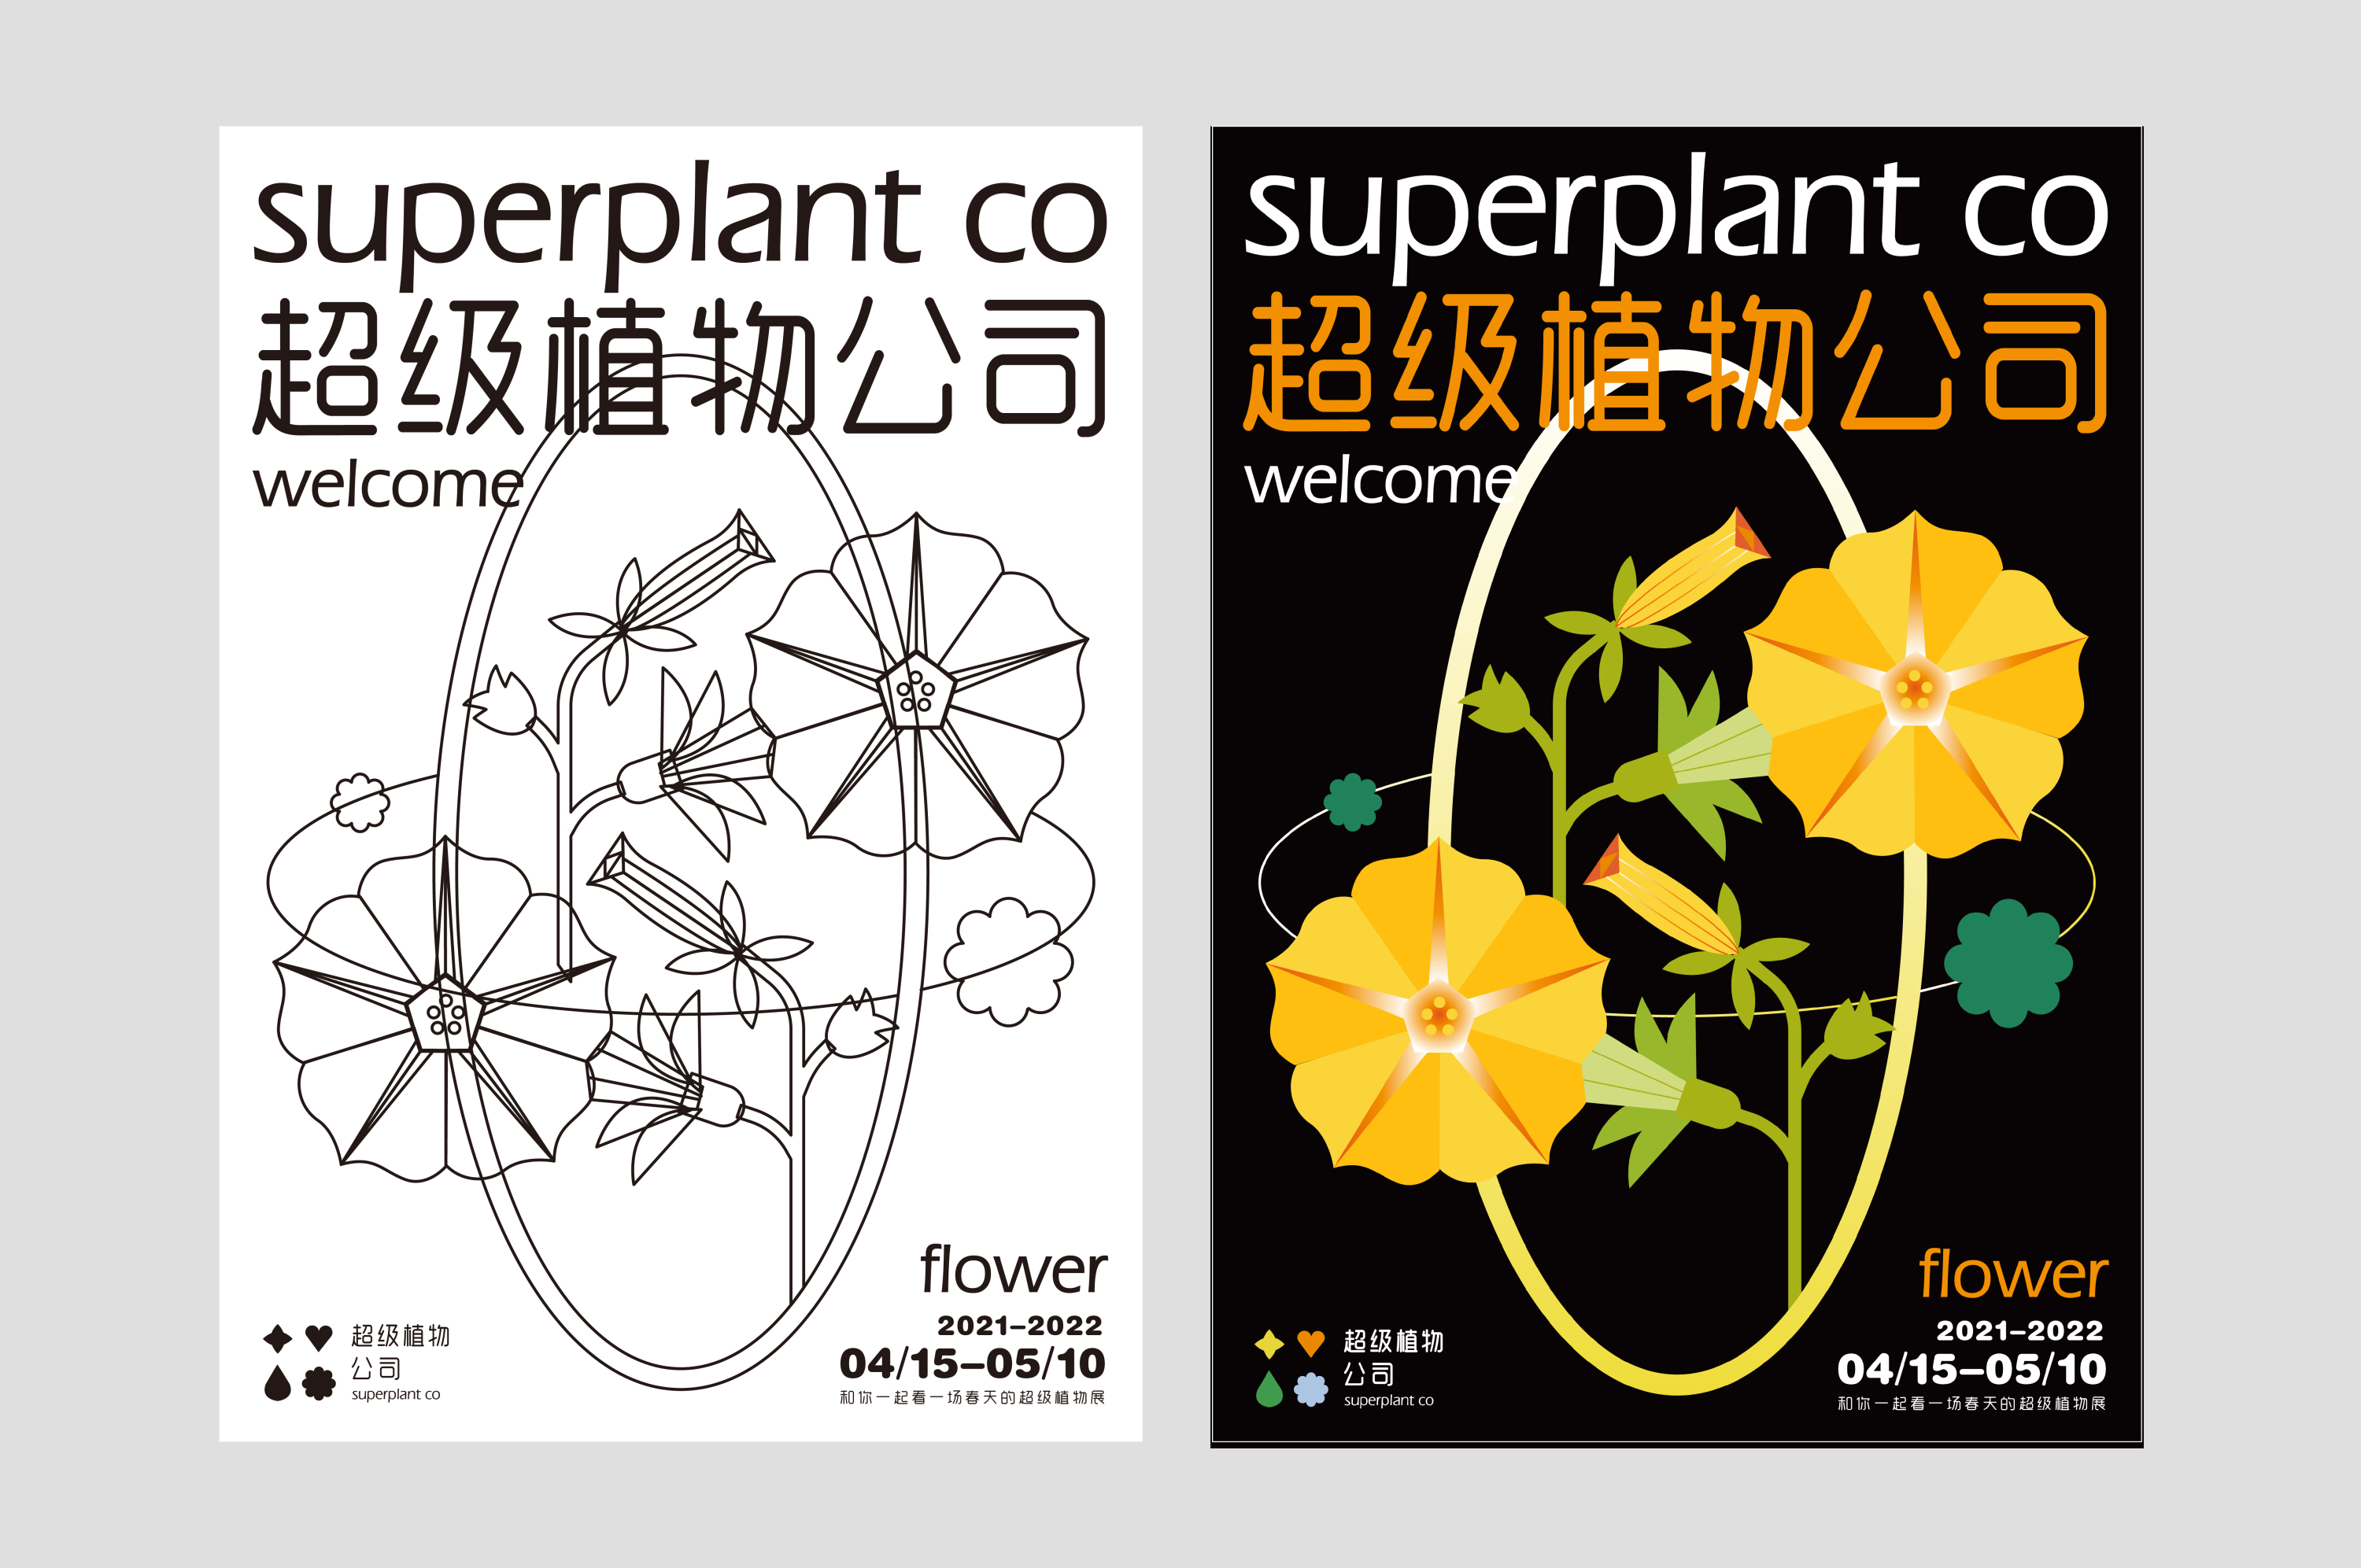 superplant co
超级植物公司
welcome
flower
2021-2022
04/15-05/10
和你一起看一场春天的超级植物展
超级植物
公司
superplant co
superplant co
超级植物公司
welcome
flower
2021-2022
04/15-05/10
和你一起看一场春天的超级植物展
超级植物
公司
superplant co